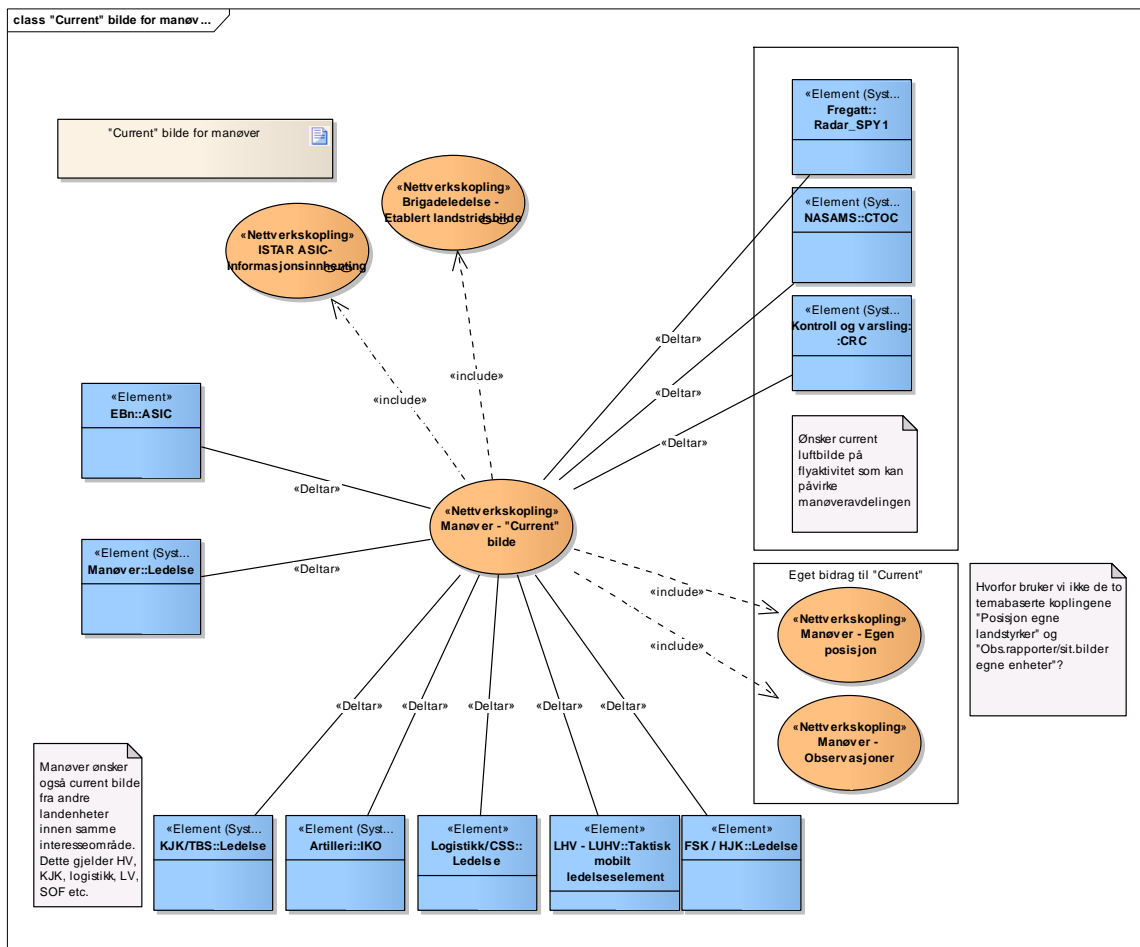 class "Current" bilde for manøv...
"Current" bilde for manøver
«Nettverkskopling»
Brigadeledelse -
Etablert landstridsbilde
«Nettverkskopling»
ISTAR ASIC-
Informasjonsinnhenting
«Element (Syst...
Fregatt::
Radar_SPY1
«Element (Syst...
NASAMS::CTOC
«Element (Syst...
Kontroll og varsling:
:CRC
Ønsker current
luftbilde på
flyaktivitet som kan
påvirke
manøveravdelingen
«Deltar»
«Deltar»
«Deltar»
«include»
«include»
«Element»
EBn::ASIC
«Deltar»
«Nettverkskopling»
Manøver - "Current"
bilde
«Element (Syst...
Manøver::Ledelse
«Deltar»
«include»
«include»
Eget bidrag til "Current"
«Nettverkskopling»
Manøver - Egen
posisjon
«Nettverkskopling»
Manøver -
Observasjoner
Hvorfor bruker vi ikke de to
temabaserte koplingene
"Posisjon egne
landstyrker" og
"Obs.rapporter/sit.bilder
egne enheter"?
«Deltar»
«Deltar»
«Deltar»
«Deltar»
«Deltar»
Manøver ønsker
også current bilde
fra andre
landenheter
innen samme
interesseområde.
Dette gjelder HV,
KJK, logistikk, LV,
SOF etc.
«Element (Syst...
KJK/TBS::Ledelse
«Element (Syst...
Artilleri::IKO
«Element»
Logistikk/CSS::
Ledelse
«Element»
LHV - LUHV::Taktisk
mobilt
ledelseselement
«Element»
FSK / HJK::Ledelse